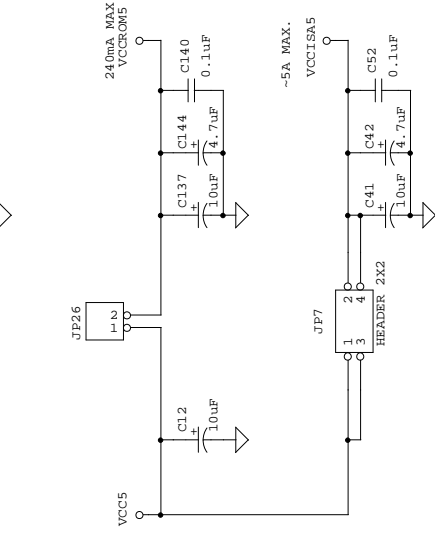 240mA MAX
VCCROM5
C140
0.1uF
C144
+
4.7uF
C137
+
10uF
JP26
2
1
C12
+
10uF
VCC5
~5A MAX.
VCCISA5
C52
0.1uF
C42
+
4.7uF
C41
+
10uF
JP7
2
4
1
3
HEADER 2X2